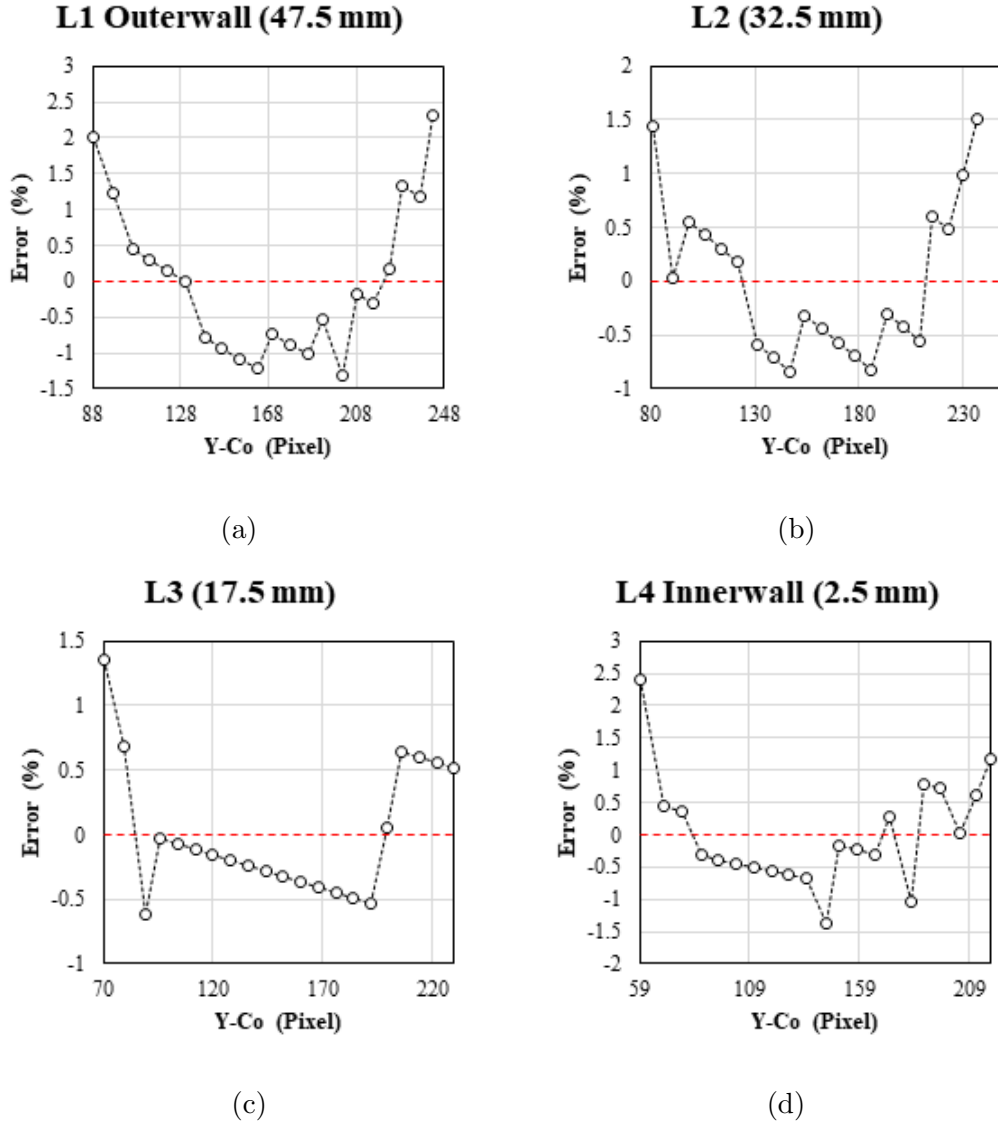 L1 Outerwall (47.5 mm)
3
2.5
2
1.5
1
0.5
0
-0.5
-1
-1.5
Error (%)
88 128 168 208 248
Y-Co (Pixel)
(a)
L2 (32.5 mm)
2
1.5
1
0.5
0
-0.5
-1
Error (%)
80 130 180 230
Y-Co (Pixel)
(b)
L3 (17.5 mm)
1.5
1
0.5
0
-0.5
-1
Error (%)
70 120 170 220
Y-Co (Pixel)
(c)
L4 Innerwall (2.5 mm)
3
2.5
2
1.5
1
0.5
0
-0.5
-1
-1.5
-2
Error (%)
59 109 159 209
Y-Co (Pixel)
(d)